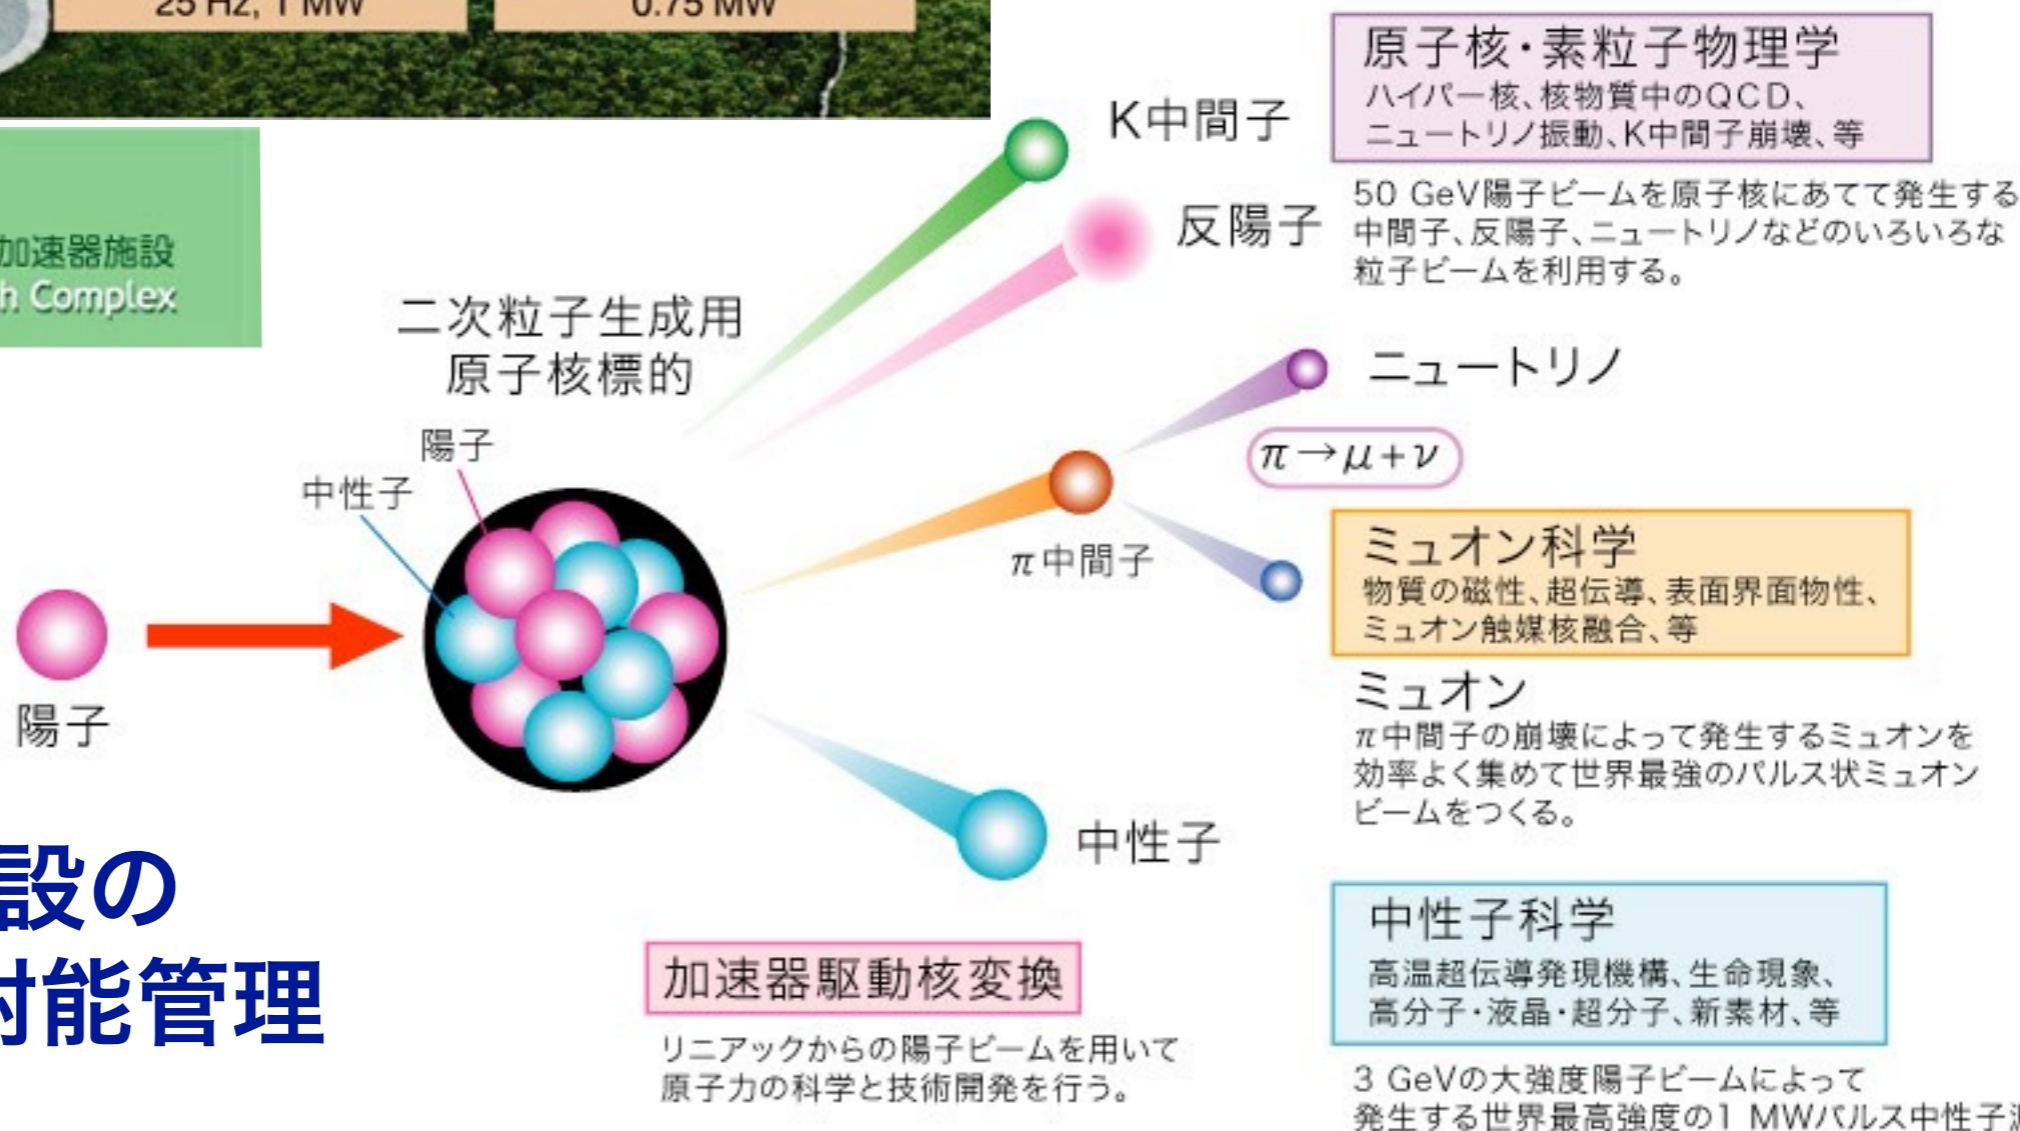 25 Hz, 1 MW
0.75 MW
加速器施設
h Complex
二次粒子生成用
原子核標的
陽子
中性子
陽子
K中間子
反陽子
ニュートリノ
π→μ+ν
π中間子
中性子
原子核・素粒子物理学
ハイパー核、核物質中のQCD、
ニュートリノ振動、K中間子崩壊、等
50 GeV陽子ビームを原子核にあてて発生する
中間子、反陽子、ニュートリノなどのいろいろな
粒子ビームを利用する。
ミュオン科学
物質の磁性、超伝導、表面界面物性、
ミュオン触媒核融合、等
ミュオン
π中間子の崩壊によって発生するミュオンを
効率よく集めて世界最強のパルス状ミュオン
ビームをつくる。
中性子科学
高温超伝導発現機構、生命現象、
高分子・液晶・超分子、新素材、等
3 GeVの大強度陽子ビームによって
発生する世界最高強度の1 MWパルス中性子
設の
射能管理
加速器駆動核変換
リニアックからの陽子ビームを用いて
原子力の科学と技術開発を行う。